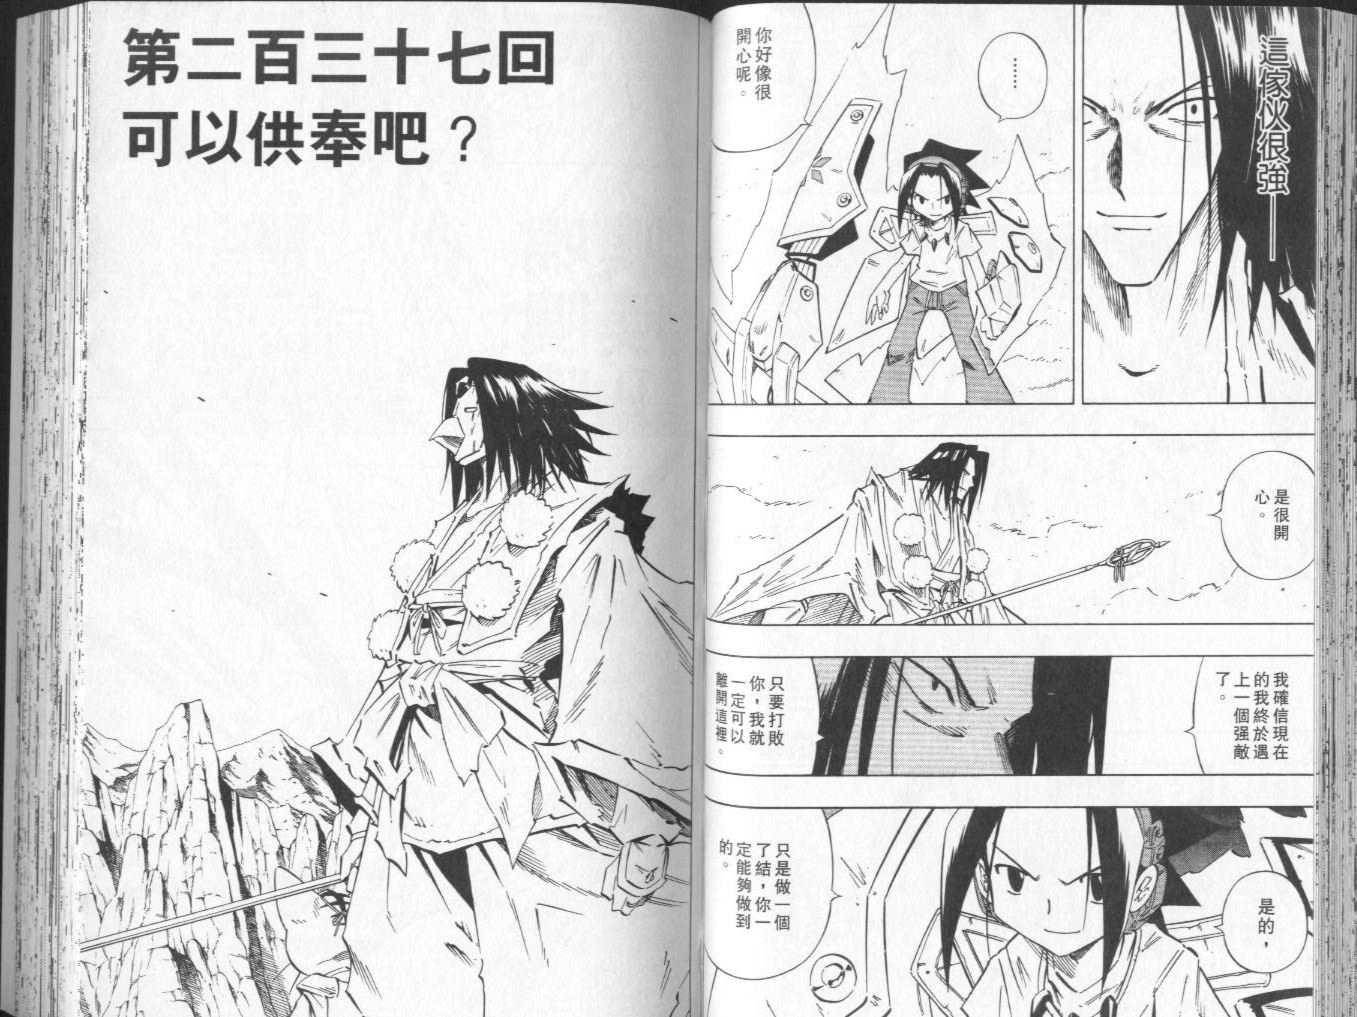 這傢伙很強——
……
你好像很
開心呢。
是很開
心。
我確信現在
的我終於遇
上一個强敵
了。
只要打敗
你，我就
一定可以
離開這裡。
是的，
只是做一個
了結，你一
定能夠做到
的。
第二百三十七回
可以供奉吧？